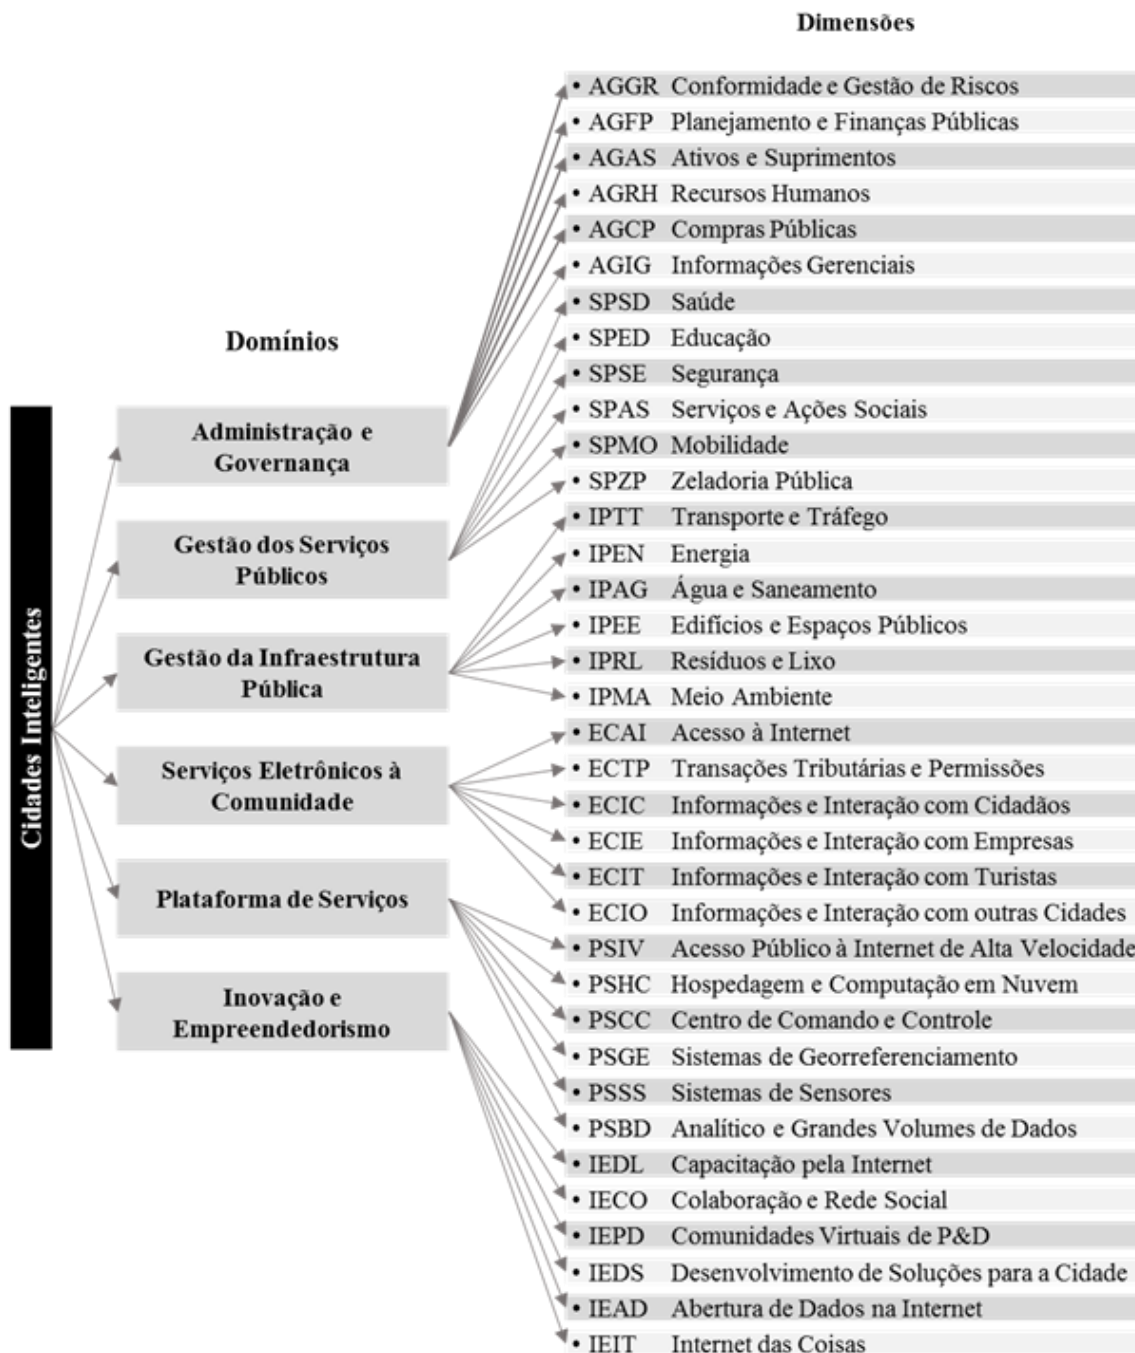 Dimensões
• AGGR Conformidade e Gestão de Riscos
• AGFP Planejamento e Finanças Públicas
• AGAS Ativos e Suprimentos
• AGRH Recursos Humanos
• AGCP Compras Públicas
• AGIG Informações Gerenciais
• SPSD Saúde
• SPED Educação
• SPSE Segurança
• SPAS Serviços e Ações Sociais
• SPMO Mobilidade
• SPZP Zeladoria Pública
• IPTT Transporte e Tráfego
• IPEN Energia
• IPAG Água e Saneamento
• IPEE Edifícios e Espaços Públicos
• IPRL Resíduos e Lixo
• IPMA Meio Ambiente
• ECAI Acesso à Internet
• ECTP Transações Tributárias e Permissões
• ECIC Informações e Interação com Cidadãos
• ECIE Informações e Interação com Empresas
• ECIT Informações e Interação com Turistas
• ECIO Informações e Interação com outras Cidades
• PSIV Acesso Público à Internet de Alta Velocidade
• PSHC Hospedagem e Computação em Nuvem
• PSCC Centro de Comando e Controle
• PSGE Sistemas de Georreferenciamento
• PSSS Sistemas de Sensores
• PSBD Analítico e Grandes Volumes de Dados
• IEDL Capacitação pela Internet
• IECO Colaboração e Rede Social
• IEPD Comunidades Virtuais de P&D
• IEDS Desenvolvimento de Soluções para a Cidade
• IEAD Abertura de Dados na Internet
• IEIT Internet das Coisas
Domínios
Administração e
Governança
Gestão dos Serviços
Públicos
Gestão da Infraestrutura
Pública
Serviços Eletrônicos à
Comunidade
Plataforma de Serviços
Inovação e
Empreendedorismo
Cidades Inteligentes